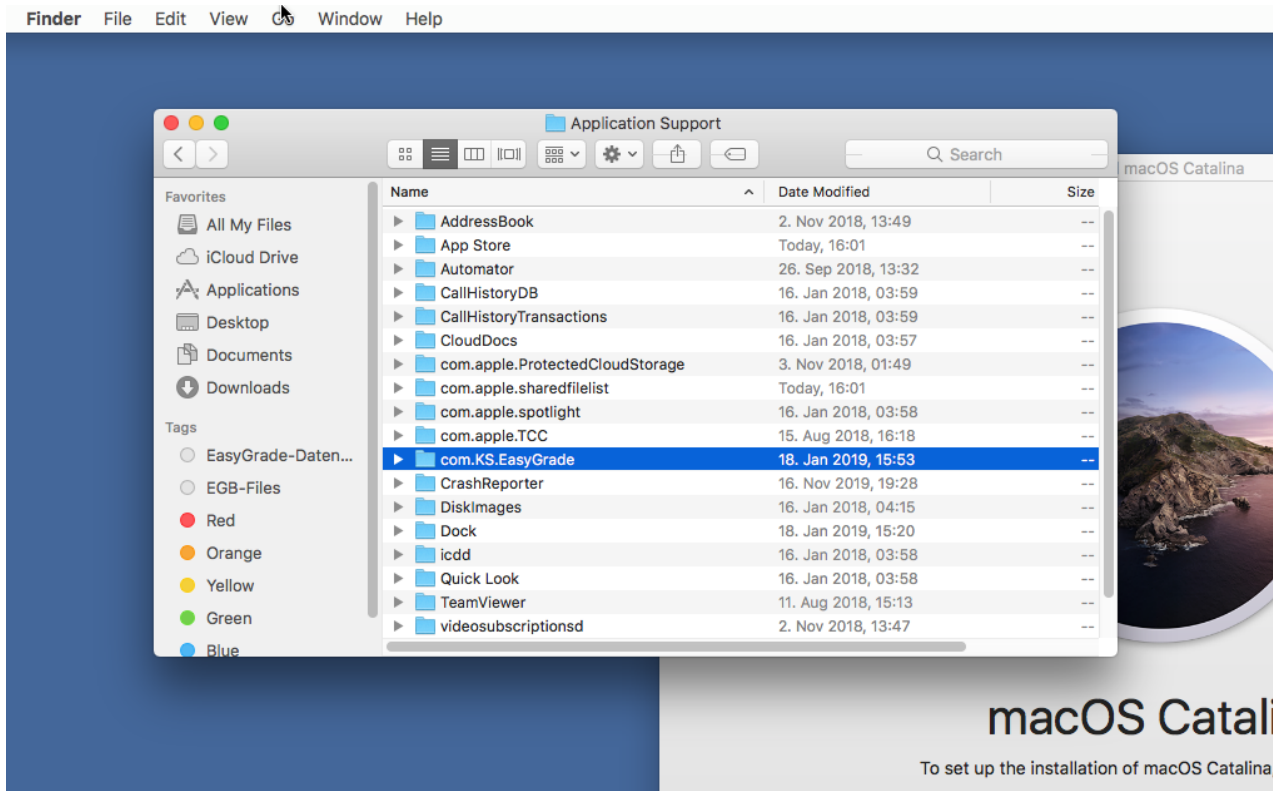 Finder File Edit View Go Window Help
Application Support
Search
macOS Catalina
Favorites
All My Files
iCloud Drive
Applications
Desktop
Documents
Downloads
Tags
EasyGrade-Daten...
EGB-Files
Red
Orange
Yellow
Green
Blue
Name Date Modified Size
AddressBook 2. Nov 2018, 13:49 --
App Store Today, 16:01 --
Automator 26. Sep 2018, 13:32 --
CallHistoryDB 16. Jan 2018, 03:59 --
CallHistoryTransactions 16. Jan 2018, 03:59 --
CloudDocs 16. Jan 2018, 03:57 --
com.apple.ProtectedCloudStorage 3. Nov 2018, 01:49 --
com.apple.sharedfilelist Today, 16:01 --
com.apple.spotlight 16. Jan 2018, 03:58 --
com.apple.TCC 15. Aug 2018, 16:18 --
com.KS.EasyGrade 18. Jan 2019, 15:53 --
CrashReporter 16. Nov 2019, 19:28 --
DiskImages 16. Jan 2018, 04:15 --
Dock 18. Jan 2019, 15:20 --
icdd 16. Jan 2018, 03:58 --
Quick Look 16. Jan 2018, 03:58 --
TeamViewer 11. Aug 2018, 15:13 --
videosubscriptionsd 2. Nov 2018, 13:47 --
macOS Catali
To set up the installation of macOS Catalina,